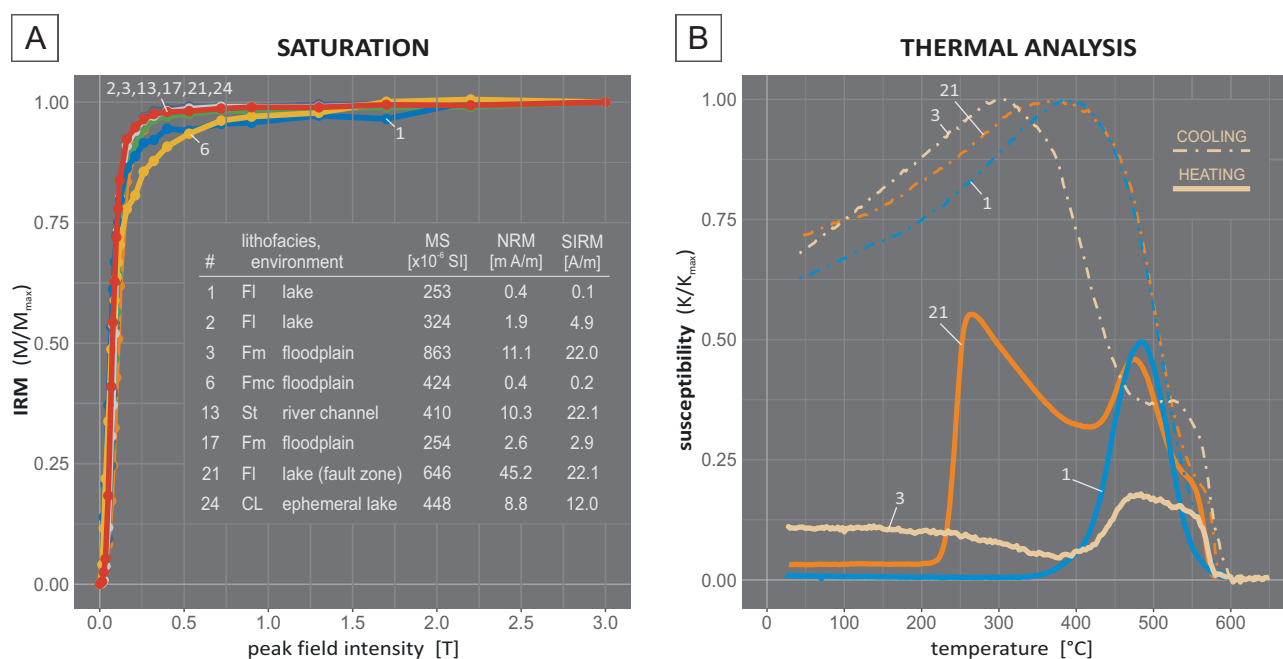 A
SATURATION
2,3,13,17,21,24
1.00
0.75
0.50
0.25
0.00
IRM (M/Mmax)
1
6
lithofacies, MS NRM SIRM
# environment [x10⁻⁶ SI] [m A/m] [A/m]
1 Fl lake 253 0.4 0.1
2 Fl lake 324 1.9 4.9
3 Fm floodplain 863 11.1 22.0
6 Fmc floodplain 424 0.4 0.2
13 St river channel 410 10.3 22.1
17 Fm floodplain 254 2.6 2.9
21 Fl lake (fault zone) 646 45.2 22.1
24 CL ephemeral lake 448 8.8 12.0
0.0 0.5 1.0 1.5 2.0 2.5 3.0
peak field intensity [T]
B
THERMAL ANALYSIS
1.00
0.75
0.50
0.25
0.00
susceptibility (K/Kmax)
21
3
1
COOLING
HEATING
21
1
3
0 100 200 300 400 500 600
temperature [°C]